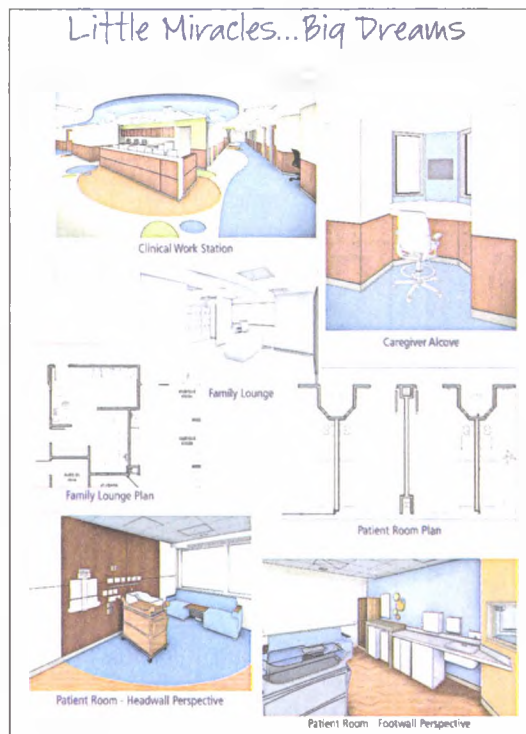 Little Miracles...Big Dreams
Clinical Work Station
Caregiver Alcove
Family Lounge
Family Lounge Plan
Patient Room Plan
Patient Room - Headwall Perspective
Patient Room Footwall Perspective